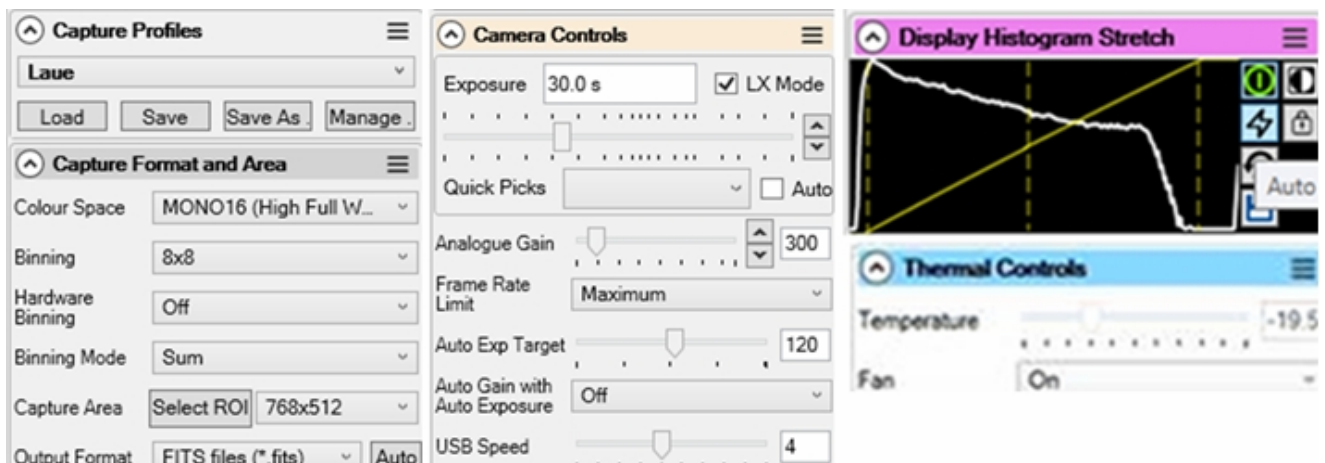 Capture Profiles
Laue
Load Save Save As . Manage .
Capture Format and Area
Colour Space MONO16 (High Full W...
Binning 8x8
Hardware
Binning Off
Binning Mode Sum
Capture Area Select ROI 768x512
Output Format FITS files (*.fits) Auto
Camera Controls
Exposure 30.0 s LX Mode
Quick Picks Auto
Analogue Gain 300
Frame Rate
Limit Maximum
Auto Exp Target 120
Auto Gain with
Auto Exposure Off
USB Speed 4
Display Histogram Stretch
Auto
Thermal Controls
Temperature -19.5
Fan On